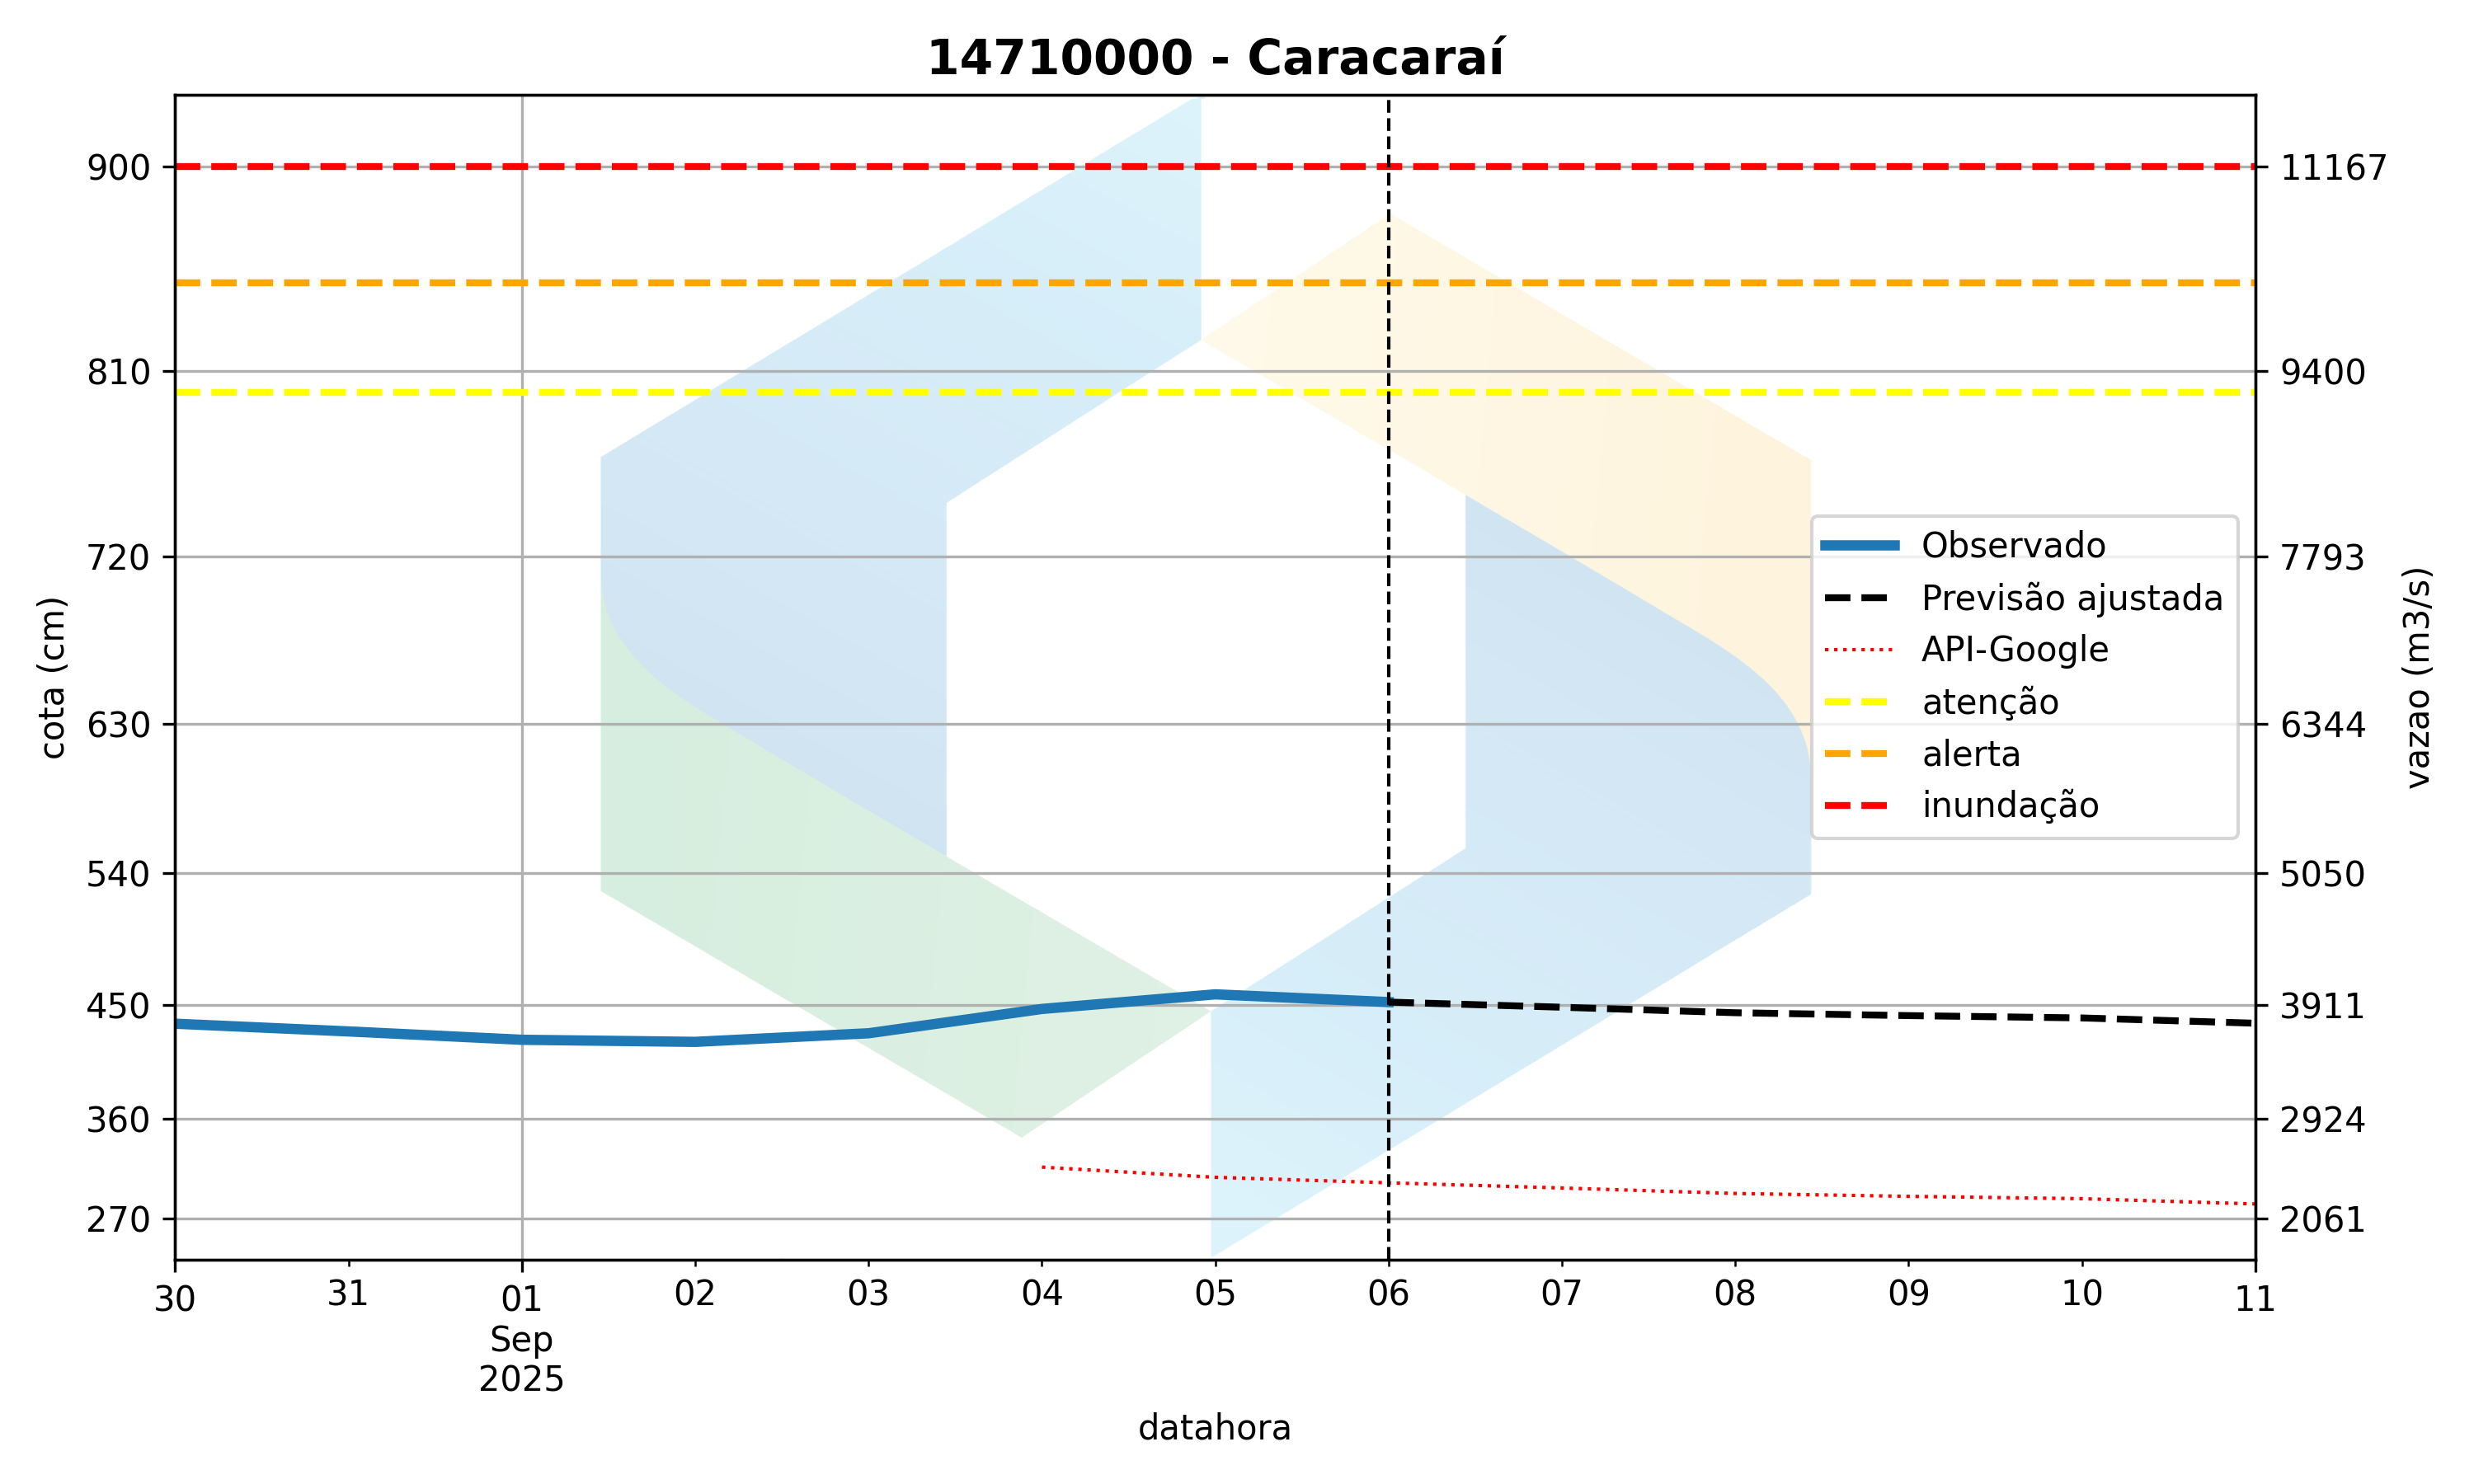 14710000 - Caracaraí
900
810
720
630
540
450
360
270
cota (cm)
11167
9400
7793
6344
5050
3911
2924
2061
vazao (m3/s)
Observado
Previsão ajustada
API-Google
atenção
alerta
inundação
30 31 01 02 03 04 05 06 07 08 09 10 11
Sep
2025
datahora